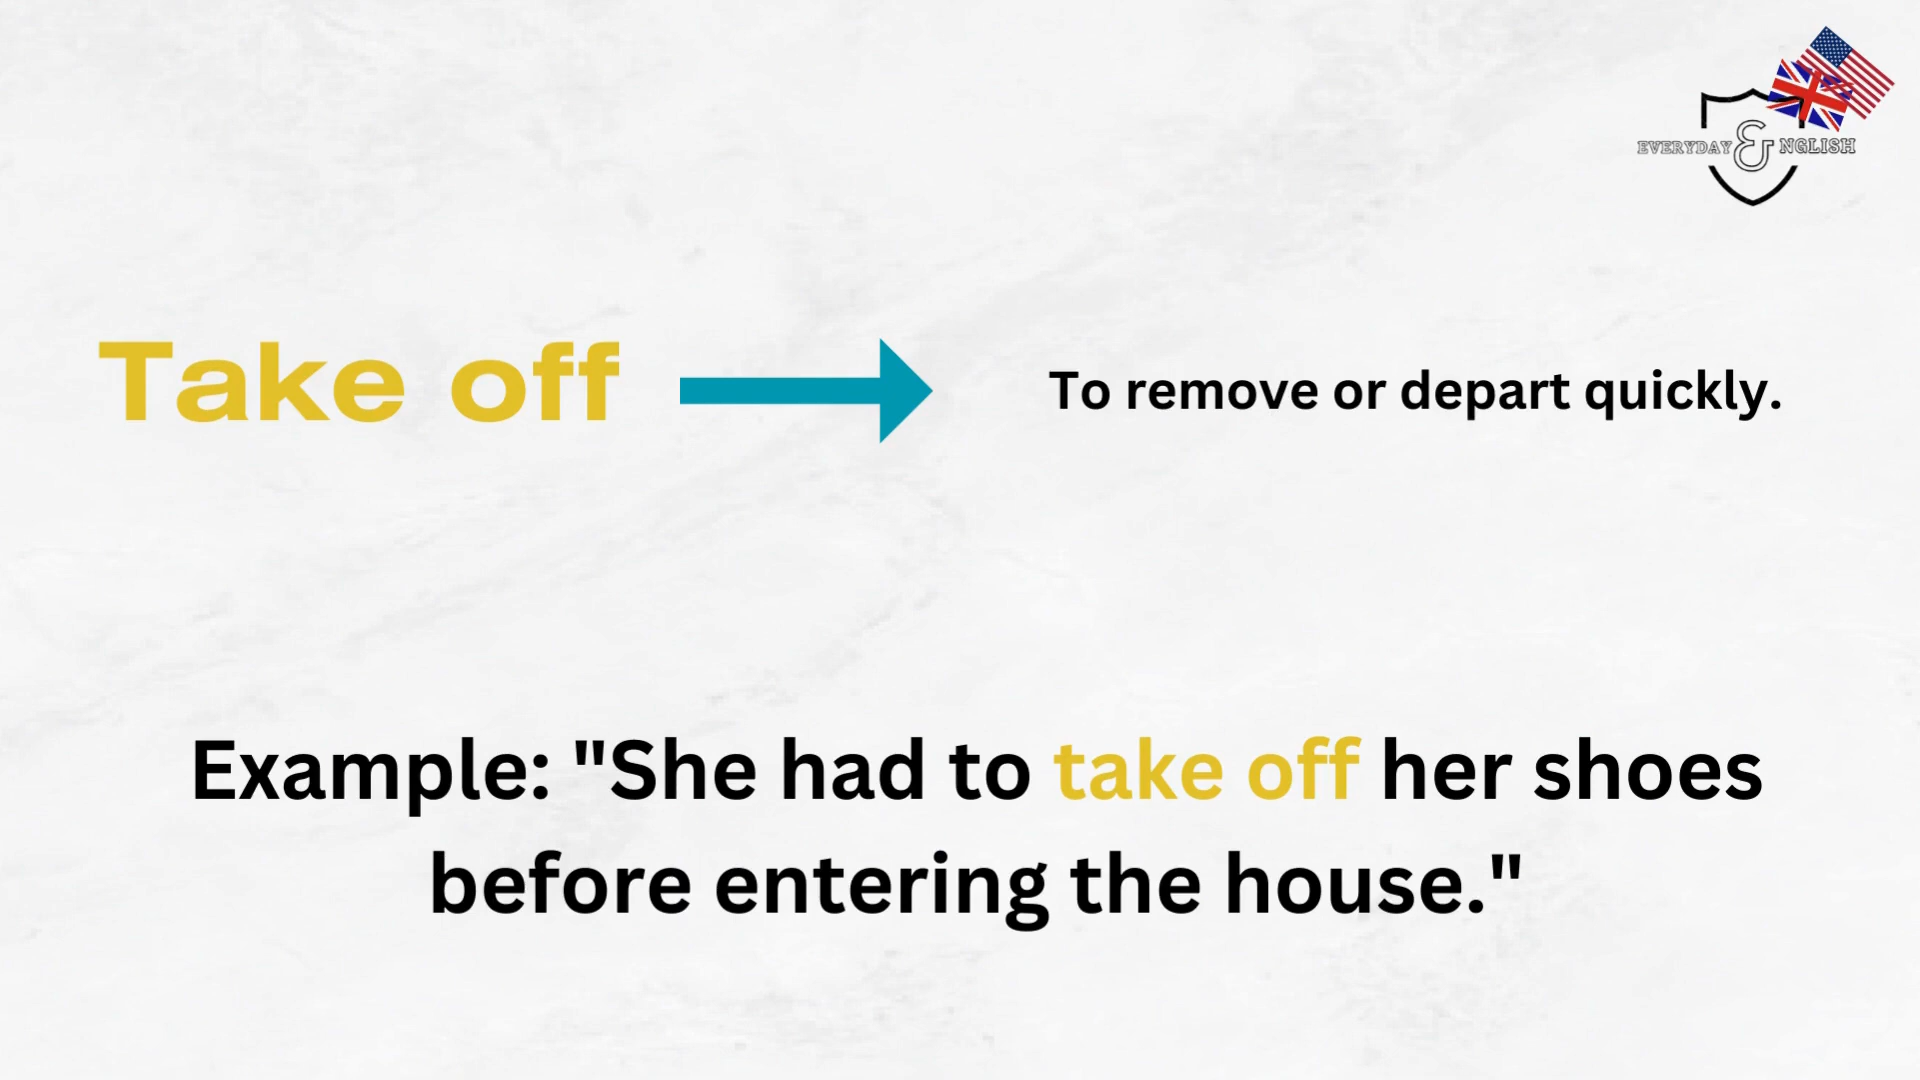 EVERYDAY & NGLISH
Take off
To remove or depart quickly.
Example: "She had to take off her shoes
before entering the house."